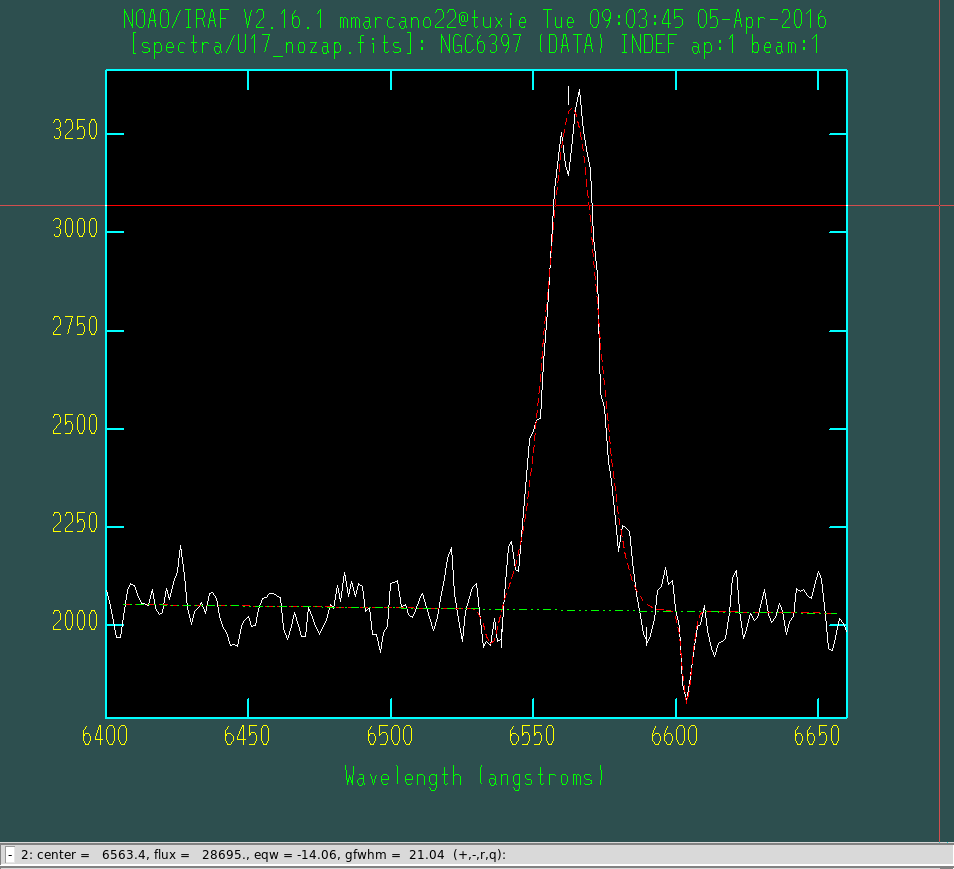 NOAO/IRAF V2.16.1 mmarcano22@tuxie Tue 09:03:45 05-Apr-2016
[spectra/U17_nozap.fits]: NGC6397 (DATA) INDEF ap:1 beam:1
3250
3000
2750
2500
2250
2000
6400 6450 6500 6550 6600 6650
Wavelength (angstroms)
- 2: center = 6563.4, flux = 28695., eqw = -14.06, gfwhm = 21.04 (+,-,r,q):